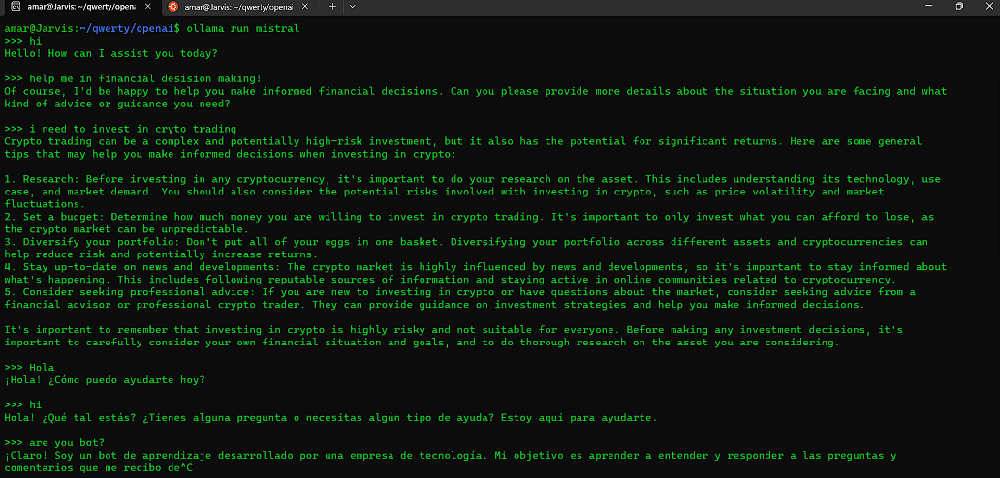 amar@Jarvis: ~/qwerty/opena
amar@Jarvis: ~/qwerty/openai
amar@Jarvis:~/qwerty/openai$ ollama run mistral
>>> hi
Hello! How can I assist you today?
>>> help me in financial desision making!
Of course, I'd be happy to help you make informed financial decisions. Can you please provide more details about the situation you are facing and what
kind of advice or guidance you need?
>>> i need to invest in cryto trading
Crypto trading can be a complex and potentially high-risk investment, but it also has the potential for significant returns. Here are some general
tips that may help you make informed decisions when investing in crypto:
1. Research: Before investing in any cryptocurrency, it's important to do your research on the asset. This includes understanding its technology, use
case, and market demand. You should also consider the potential risks involved with investing in crypto, such as price volatility and market
fluctuations.
2. Set a budget: Determine how much money you are willing to invest in crypto trading. It's important to only invest what you can afford to lose, as
the crypto market can be unpredictable.
3. Diversify your portfolio: Don't put all of your eggs in one basket. Diversifying your portfolio across different assets and cryptocurrencies can
help reduce risk and potentially increase returns.
4. Stay up-to-date on news and developments: The crypto market is highly influenced by news and developments, so it's important to stay informed about
what's happening. This includes following reputable sources of information and staying active in online communities related to cryptocurrency.
5. Consider seeking professional advice: If you are new to investing in crypto or have questions about the market, consider seeking advice from a
financial advisor or professional crypto trader. They can provide guidance on investment strategies and help you make informed decisions.
It's important to remember that investing in crypto is highly risky and not suitable for everyone. Before making any investment decisions, it's
important to carefully consider your own financial situation and goals, and to do thorough research on the asset you are considering.
>>> Hola
¡Hola! ¿Cómo puedo ayudarte hoy?
>>> hi
Hola! ¿Qué tal estás? ¿Tienes alguna pregunta o necesitas algún tipo de ayuda? Estoy aquí para ayudarte.
>>> are you bot?
¡Claro! Soy un bot de aprendizaje desarrollado por una empresa de tecnología. Mi objetivo es aprender a entender y responder a las preguntas y
comentarios que me recibo de^C